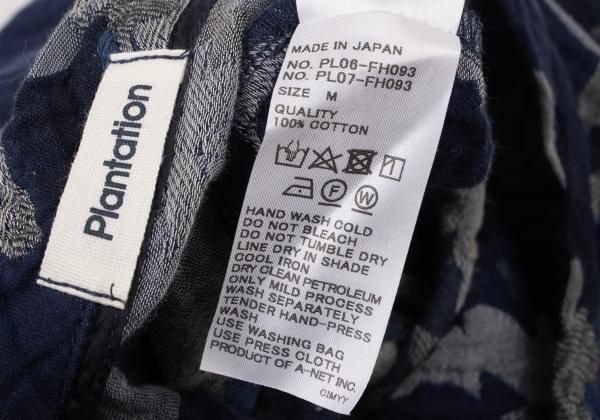 Plantation
MADE IN JAPAN
NO. PL06-FH093
NO. PL07-FH093
SIZE M
QUALITY
100% COTTON
F W
HAND WASH COLD
DO NOT BLEACH
DO NOT TUMBLE DRY
LINE DRY IN SHADE
COOL IRON
DRY CLEAN PETROLEUM
ONLY MILD PROCESS
WASH SEPARATELY
TENDER HAND-PRESS
WASH
USE WASHING BAG
USE PRESS CLOTH
PRODUCT OF A-NET INC.
CIMYY